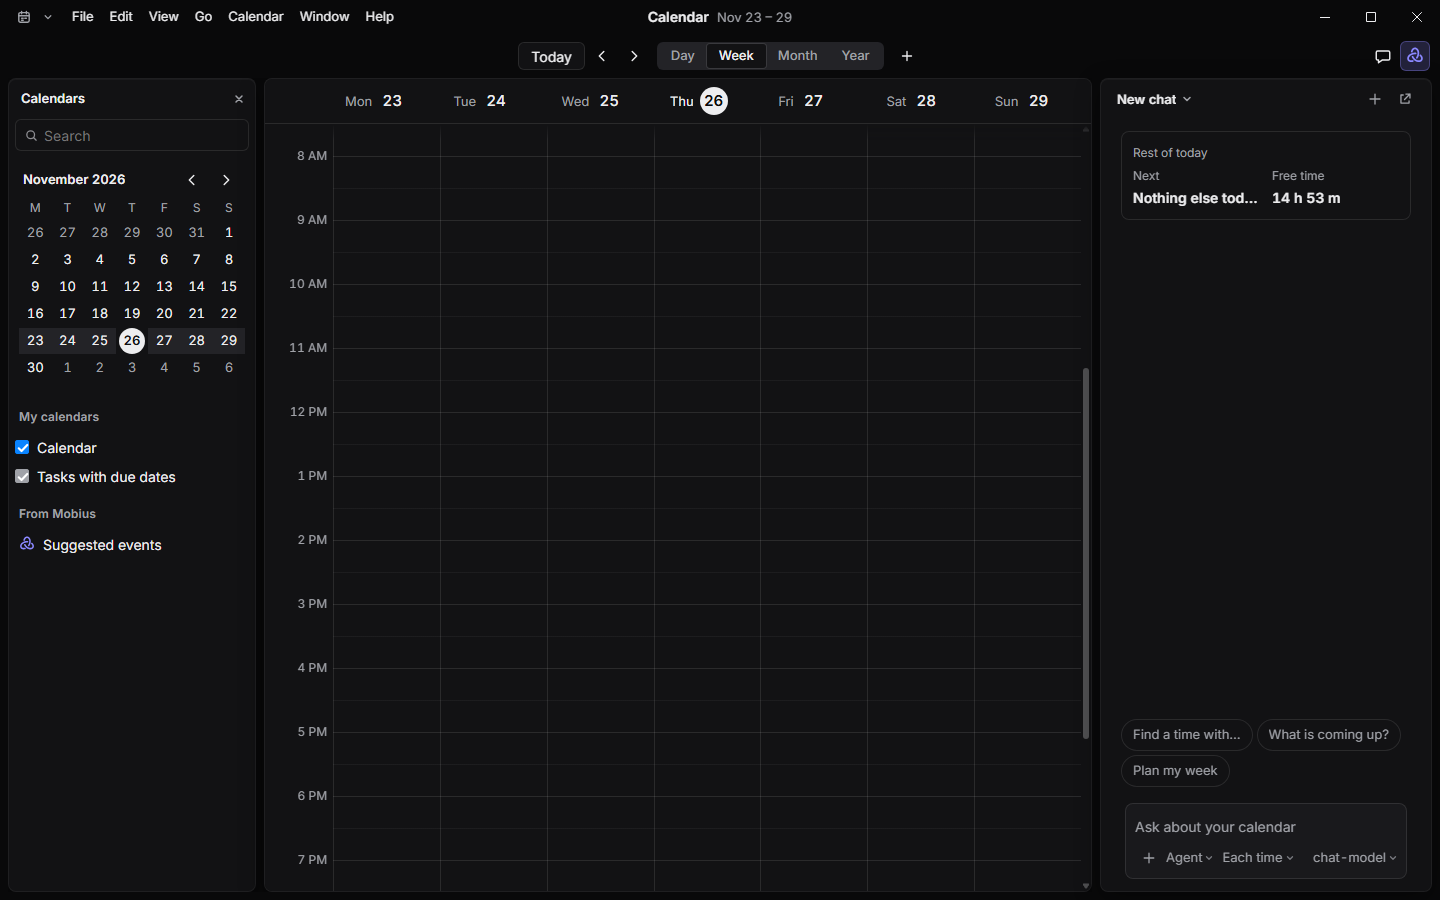 File Edit View Go Calendar Window Help
Calendar Nov 23 – 29
Today
Day Week Month Year
Calendars
Search
November 2026
M T W T F S S
26 27 28 29 30 31 1
2 3 4 5 6 7 8
9 10 11 12 13 14 15
16 17 18 19 20 21 22
23 24 25 26 27 28 29
30 1 2 3 4 5 6
My calendars
Calendar
Tasks with due dates
From Mobius
Suggested events
Mon 23 Tue 24 Wed 25 Thu 26 Fri 27 Sat 28 Sun 29
8 AM
9 AM
10 AM
11 AM
12 PM
1 PM
2 PM
3 PM
4 PM
5 PM
6 PM
7 PM
New chat
Rest of today
Next Free time
Nothing else tod... 14 h 53 m
Find a time with... What is coming up?
Plan my week
Ask about your calendar
Agent Each time chat-model